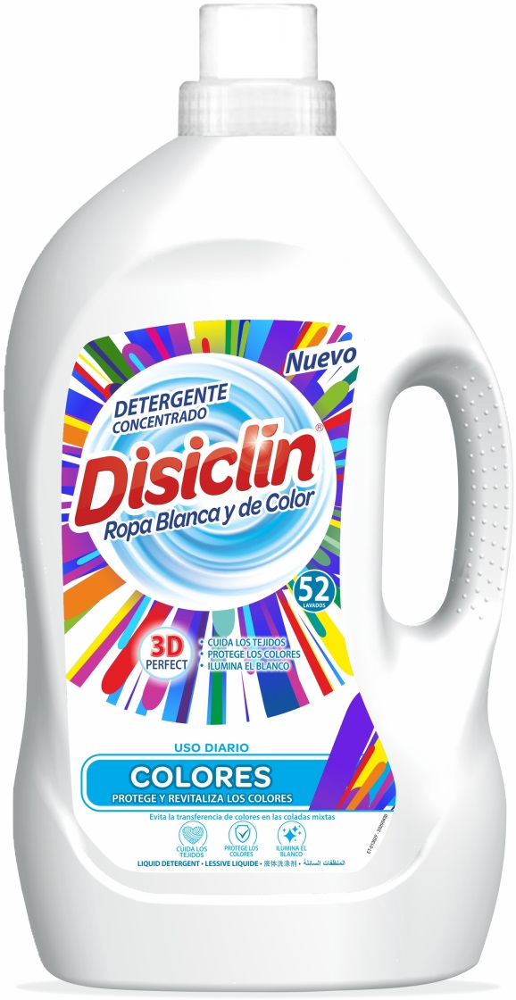 Nuevo
DETERGENTE
CONCENTRADO
Disiclín®
Ropa Blanca y de Color
52
LAVADOS
3D
PERFECT
• CUIDA LOS TEJIDOS
• PROTEGE LOS COLORES
• ILUMINA EL BLANCO
USO DIARIO
COLORES
PROTEGE Y REVITALIZA LOS COLORES
Evita la transferencia de colores en las coladas mixtas
CUIDA LOS
TEJIDOS
PROTEGE LOS
COLORES
ILUMINA EL
BLANCO
LIQUID DETERGENT • LESSIVE LIQUIDE • 液体洗涤剂 • المنظفات السائلة •